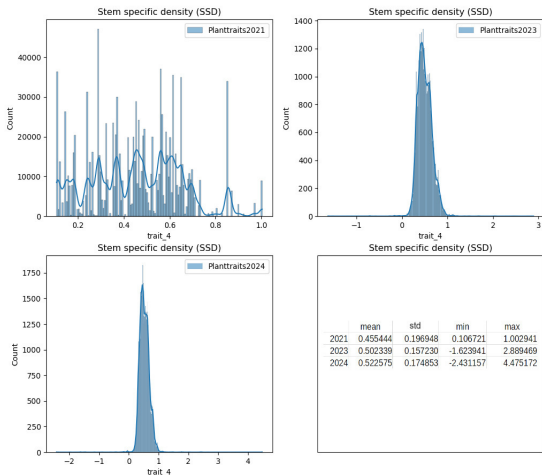 Stem specific density (SSD)
Planttraits2021
Count
40000
30000
20000
10000
0
0.2 0.4 0.6 0.8 1.0
trait_4
Stem specific density (SSD)
Planttraits2023
Count
1400
1200
1000
800
600
400
200
0
−1 0 1 2 3
trait_4
Stem specific density (SSD)
Planttraits2024
Count
1750
1500
1250
1000
750
500
250
0
−2 −1 0 1 2 3 4
trait_4
Stem specific density (SSD)
mean std min max
2021 0.455444 0.196948 0.106721 1.002941
2023 0.502339 0.157230 -1.623941 2.889469
2024 0.522575 0.174853 -2.431157 4.475172